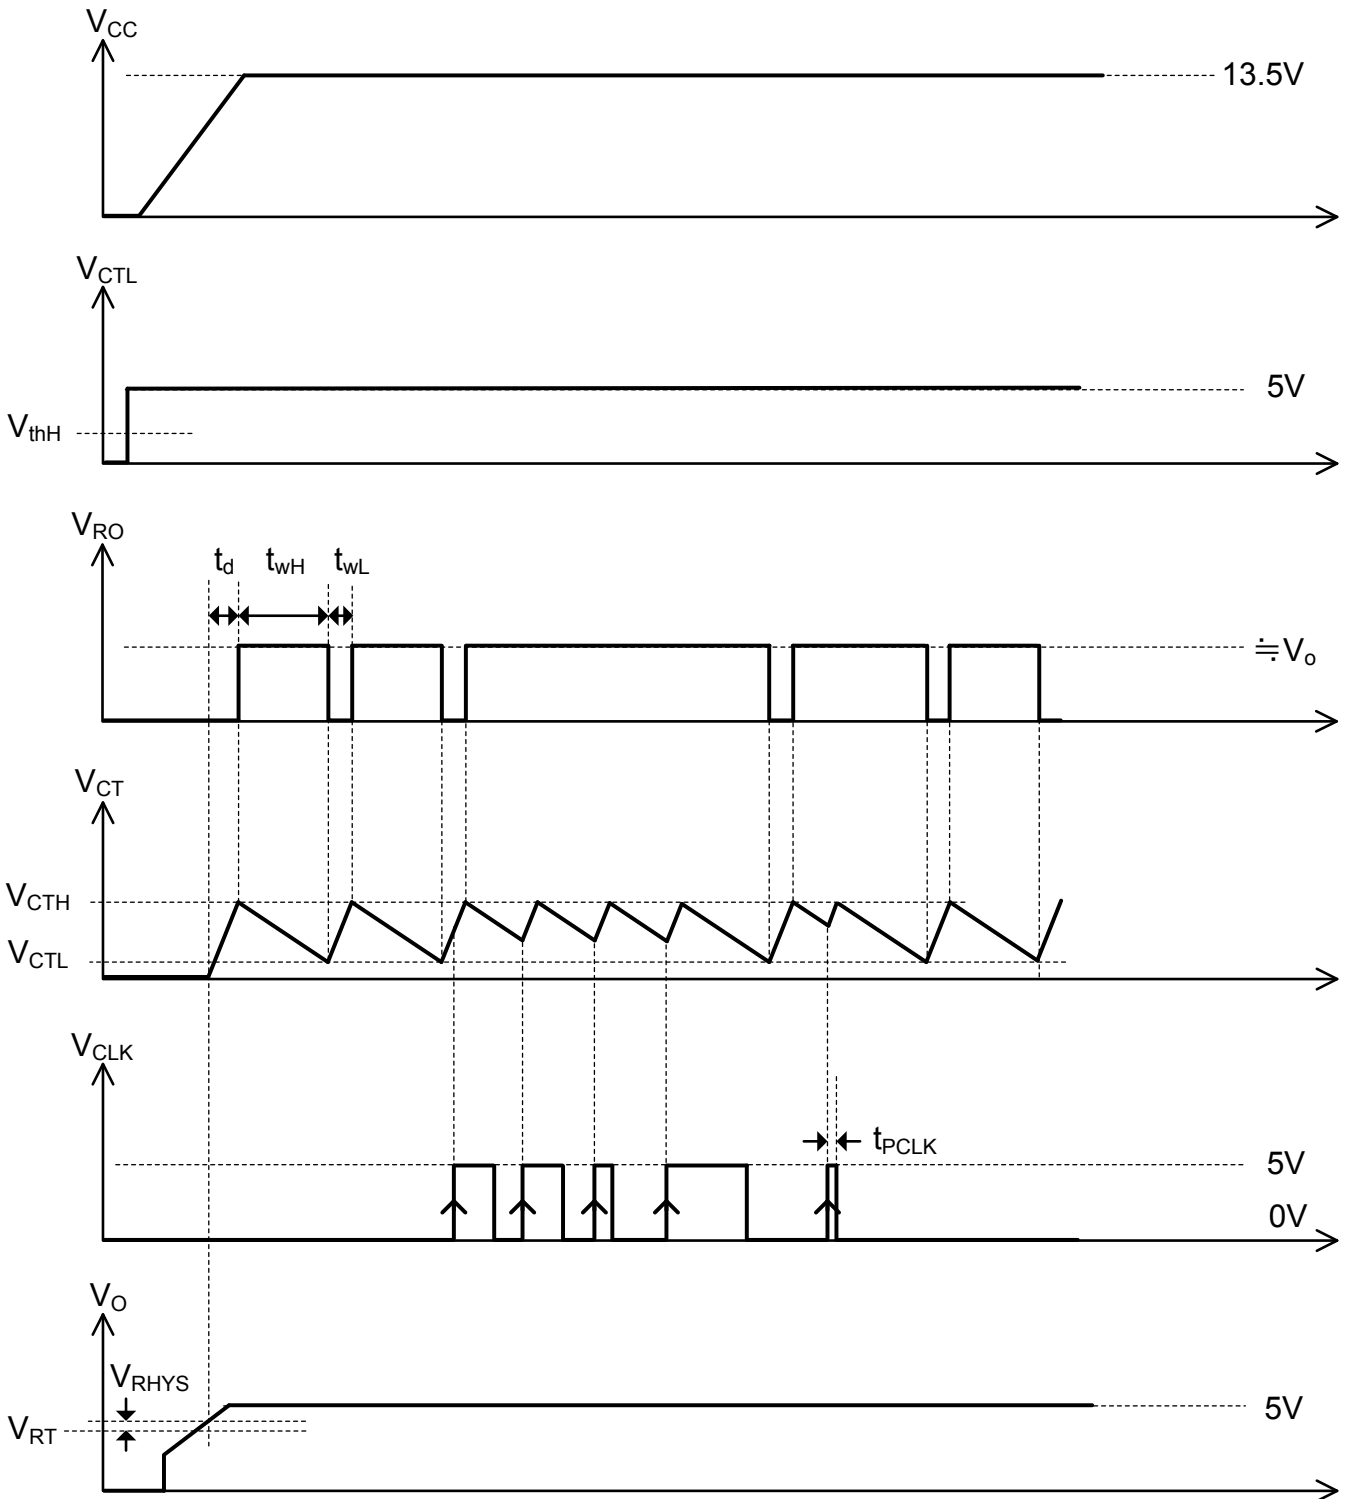 VCC
13.5V
VCTL
5V
VthH
VRO
td twH twL
≒Vo
VCT
VCTH
VCTL
VCLK
tPCLK
5V
0V
VO
VRHYS
5V
VRT